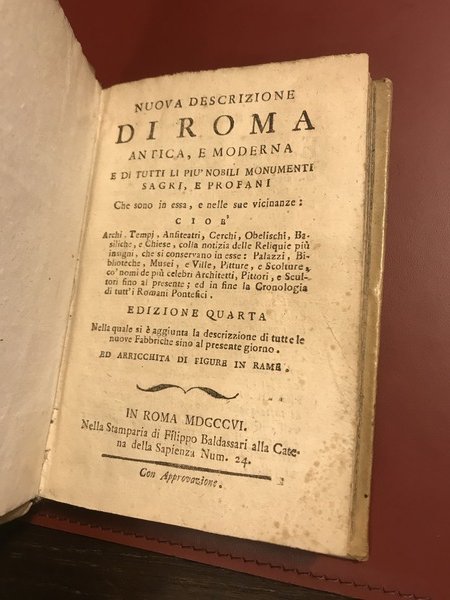 NUOVA DESCRIZIONE
DI ROMA
ANTICA, E MODERNA
E DI TUTTI LI PIU' NOBILI MONUMENTI
SAGRI, E PROFANI
Che sono in essa, e nelle sue vicinanze:
CIOE'
Archi, Tempj, Anfiteatri, Cerchi, Obelischi, Ba-
siliche, e Chiese, colla notizia delle Reliquie più
insigni, che si conservano in esse: Palazzi, Bi-
blioteche, Musei, e Ville, Pitture, e Scolture,
co' nomi de più celebri Architetti, Pittori, e Scul-
tori fino al presente; ed in fine la Cronologia
di tutt'i Romani Pontefici.
EDIZIONE QUARTA
Nella quale si è aggiunta la descrizzione di tutte le
nuove Fabbriche sino al presente giorno.
ED ARRICCHITA DI FIGURE IN RAME.
IN ROMA MDCCCVI.
Nella Stamparia di Filippo Baldassari alla Cate-
na della Sapienza Num. 24.
Con Approvazione.